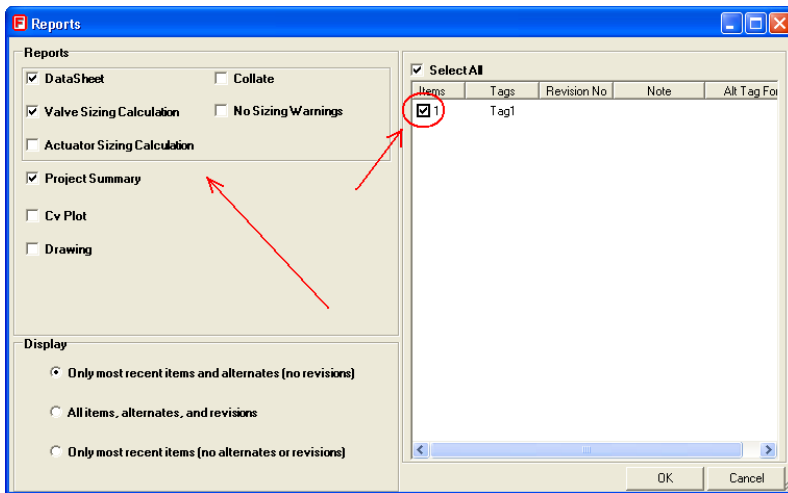 Reports
Reports
DataSheet
Collate
Valve Sizing Calculation
No Sizing Warnings
Actuator Sizing Calculation
Project Summary
Cv Plot
Drawing
Display
Only most recent items and alternates (no revisions)
All items, alternates, and revisions
Only most recent items (no alternates or revisions)
Select All
Items Tags Revision No Note Alt Tag For
1 Tag1
OK Cancel